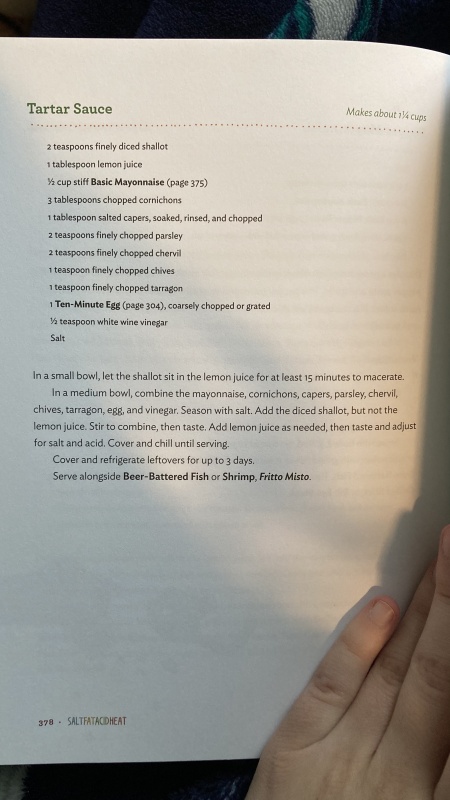 Tartar Sauce
Makes about 1¼ cups
2 teaspoons finely diced shallot
1 tablespoon lemon juice
½ cup stiff Basic Mayonnaise (page 375)
3 tablespoons chopped cornichons
1 tablespoon salted capers, soaked, rinsed, and chopped
2 teaspoons finely chopped parsley
2 teaspoons finely chopped chervil
1 teaspoon finely chopped chives
1 teaspoon finely chopped tarragon
1 Ten-Minute Egg (page 304), coarsely chopped or grated
½ teaspoon white wine vinegar
Salt
In a small bowl, let the shallot sit in the lemon juice for at least 15 minutes to macerate.
In a medium bowl, combine the mayonnaise, cornichons, capers, parsley, chervil,
chives, tarragon, egg, and vinegar. Season with salt. Add the diced shallot, but not the
lemon juice. Stir to combine, then taste. Add lemon juice as needed, then taste and adjust
for salt and acid. Cover and chill until serving.
Cover and refrigerate leftovers for up to 3 days.
Serve alongside Beer-Battered Fish or Shrimp, Fritto Misto.
378 · SALTFATACIDHEAT